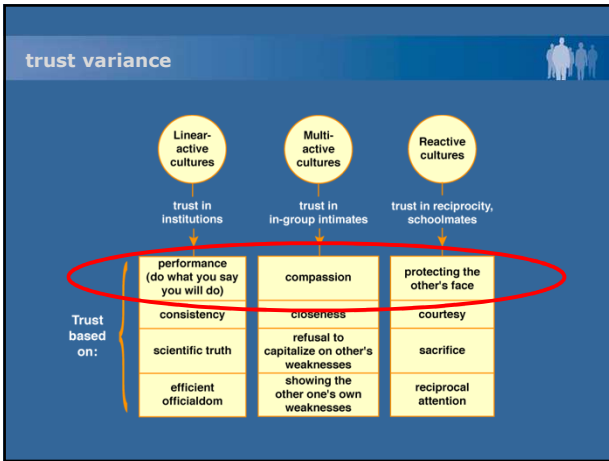 trust variance
Linear-
active
cultures
Multi-
active
cultures
Reactive
cultures
trust in
institutions
trust in
in-group intimates
trust in reciprocity,
schoolmates
Trust
based
on:
performance
(do what you say
you will do)
compassion
protecting the
other's face
consistency
closeness
courtesy
scientific truth
refusal to
capitalize on other's
weaknesses
sacrifice
efficient
officialdom
showing the
other one's own
weaknesses
reciprocal
attention